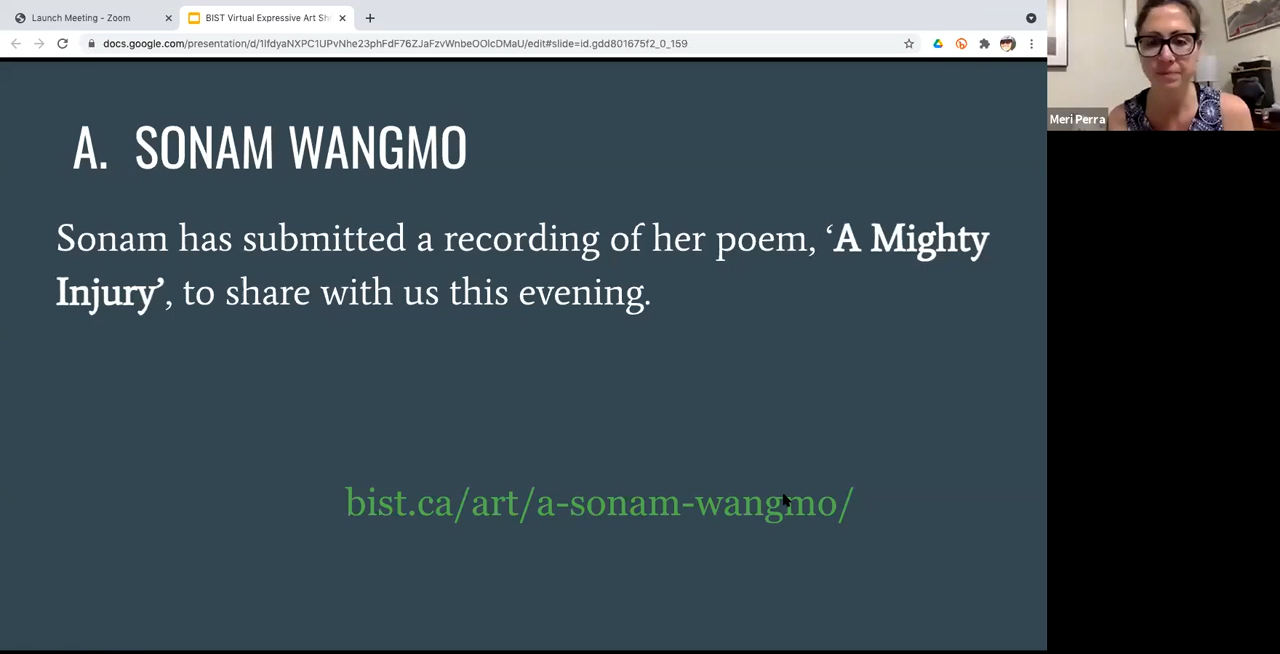 Launch Meeting - Zoom
BIST Virtual Expressive Art Sh
docs.google.com/presentation/d/1lfdyaNXPC1UPvNhe23phFdF76ZJaFzvWnbeOOlcDMaU/edit#slide=id.gdd801675f2_0_159
Meri Perra
A. SONAM WANGMO
Sonam has submitted a recording of her poem, ‘A Mighty
Injury’, to share with us this evening.
bist.ca/art/a-sonam-wangmo/